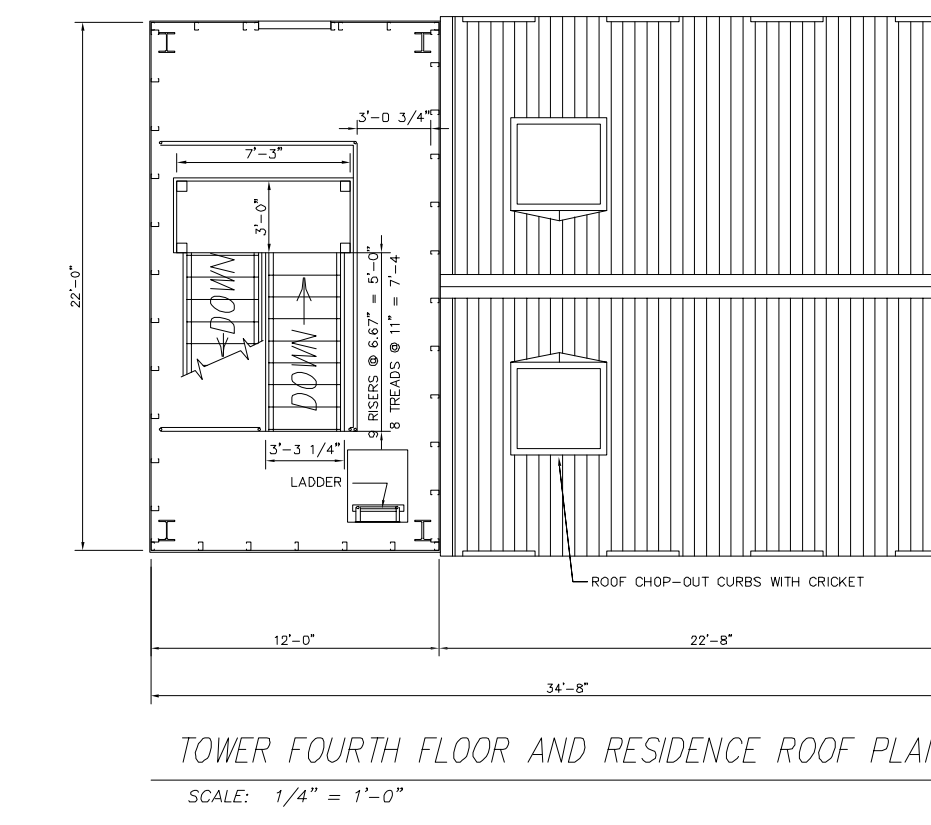 3'-0 3/4"
7'-3"
3'-0"
22'-0"
DOWN
DOWN
9 RISERS @ 6.67" = 5'-0"
8 TREADS @ 11" = 7'-4
3'-3 1/4"
LADDER
ROOF CHOP-OUT CURBS WITH CRICKET
12'-0"
22'-8"
34'-8"
TOWER FOURTH FLOOR AND RESIDENCE ROOF PLAN
SCALE: 1/4" = 1'-0"